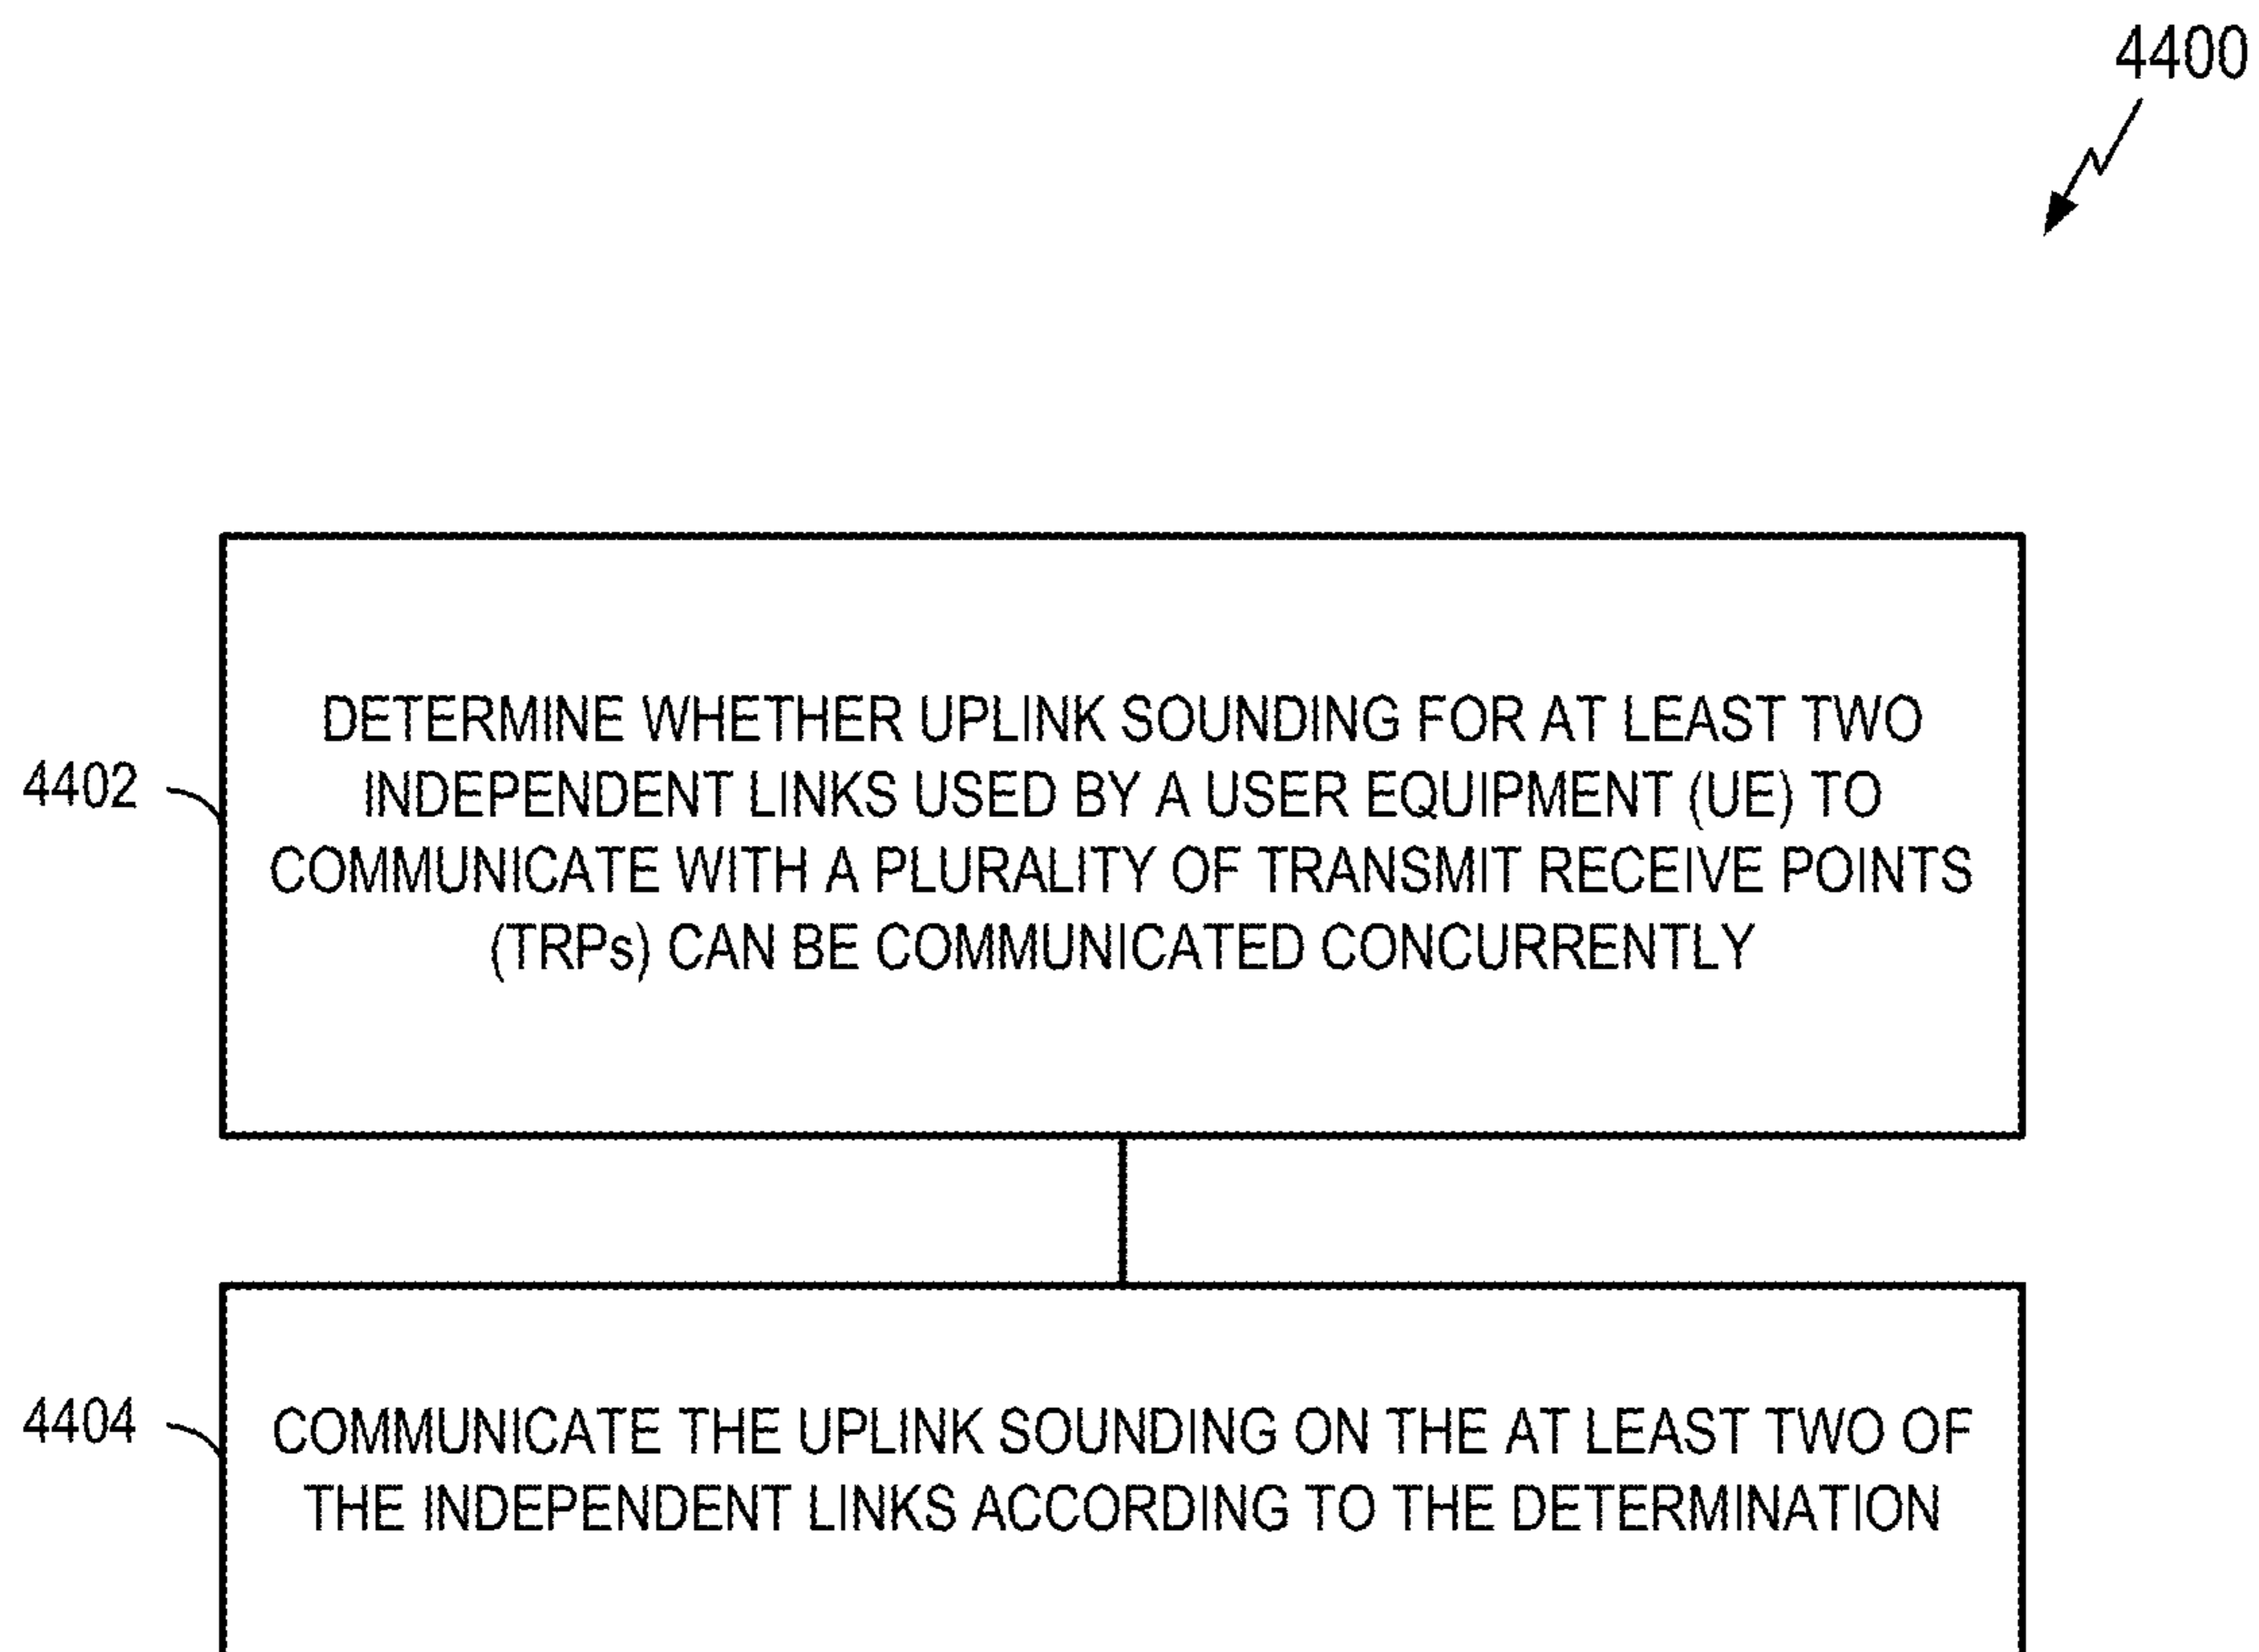 4400
4402
DETERMINE WHETHER UPLINK SOUNDING FOR AT LEAST TWO
INDEPENDENT LINKS USED BY A USER EQUIPMENT (UE) TO
COMMUNICATE WITH A PLURALITY OF TRANSMIT RECEIVE POINTS
(TRPs) CAN BE COMMUNICATED CONCURRENTLY
4404
COMMUNICATE THE UPLINK SOUNDING ON THE AT LEAST TWO OF
THE INDEPENDENT LINKS ACCORDING TO THE DETERMINATION